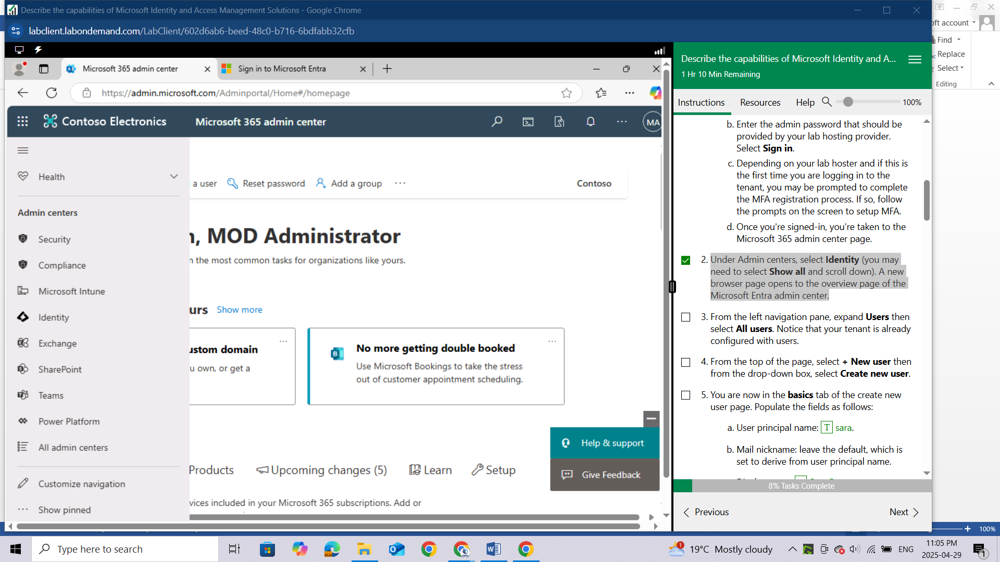 Describe the capabilities of Microsoft Identity and Access Management Solutions - Google Chrome
labclient.labondemand.com/LabClient/602d6ab6-beed-48c0-b716-6bdfabb32cfb
Microsoft 365 admin center
Sign in to Microsoft Entra
https://admin.microsoft.com/Adminportal/Home#/homepage
Contoso Electronics
Microsoft 365 admin center
MA
Health
Admin centers
Security
Compliance
Microsoft Intune
Identity
Exchange
SharePoint
Teams
Power Platform
All admin centers
Customize navigation
Show pinned
a user
Reset password
Add a group
Contoso
, MOD Administrator
n the most common tasks for organizations like yours.
urs
Show more
ustom domain
u own, or get a
No more getting double booked
Use Microsoft Bookings to take the stress
out of customer appointment scheduling.
Help & support
Give Feedback
Products
Upcoming changes (5)
Learn
Setup
vices included in your Microsoft 365 subscriptions. Add or
Describe the capabilities of Microsoft Identity and A...
1 Hr 10 Min Remaining
Instructions
Resources
Help
100%
b. Enter the admin password that should be
provided by your lab hosting provider.
Select Sign in.
c. Depending on your lab hoster and if this is
the first time you are logging in to the
tenant, you may be prompted to complete
the MFA registration process. If so, follow
the prompts on the screen to setup MFA.
d. Once you're signed-in, you're taken to the
Microsoft 365 admin center page.
2. Under Admin centers, select Identity (you may
need to select Show all and scroll down). A new
browser page opens to the overview page of the
Microsoft Entra admin center.
3. From the left navigation pane, expand Users then
select All users. Notice that your tenant is already
configured with users.
4. From the top of the page, select + New user then
from the drop-down box, select Create new user.
5. You are now in the basics tab of the create new
user page. Populate the fields as follows:
a. User principal name: T sara.
b. Mail nickname: leave the default, which is
set to derive from user principal name.
8% Tasks Complete
Previous
Next
oft account
Find
Replace
Select
Editing
100%
Type here to search
1
19°C Mostly cloudy
ENG
11:05 PM
2025-04-29
1